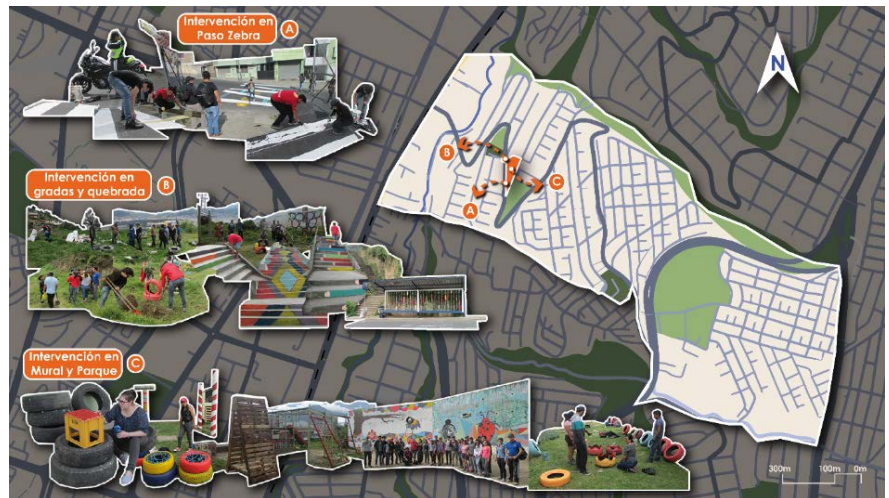 Intervención en
Paso Zebra
A
Intervención en
gradas y quebrada
B
Intervención en
Mural y Parque
C
N
B
A
C
300m 100m 0m